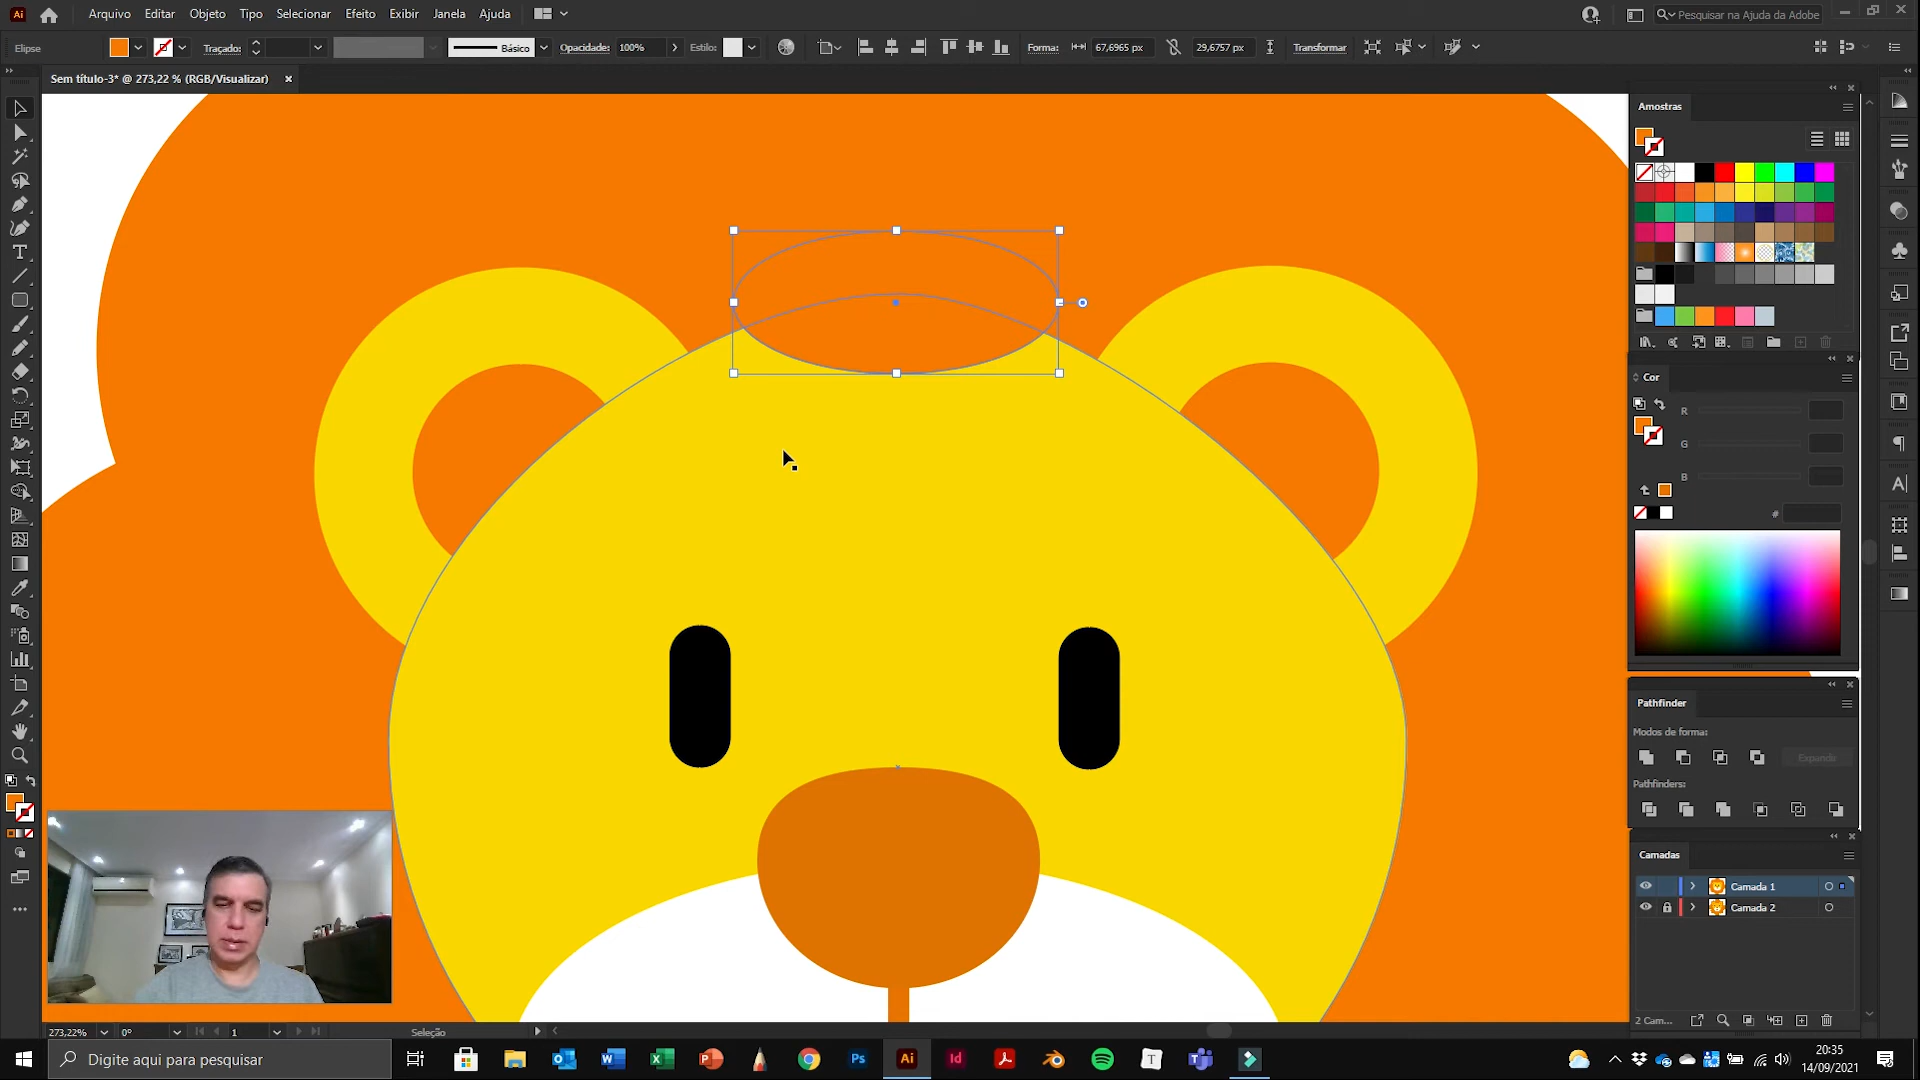 Ai Arquivo Editar Objeto Tipo Selecionar Efeito Exibir Janela Ajuda Pesquisar na Ajuda da Adobe
Elipse Traçado: Básico Opacidade: 100% Estilo: Forma: 67,6965 px 29,6757 px Transformar
Sem título-3* @ 273,22 % (RGB/Visualizar)
Amostras
Cor
R
G
B
#
Pathfinder
Modos de forma:
Expandir
Pathfinders:
Camadas
Camada 1
Camada 2
2 Cam...
273,22% 0° 1 Seleção
Digite aqui para pesquisar
Ps Ai Id T
20:35
14/09/2021